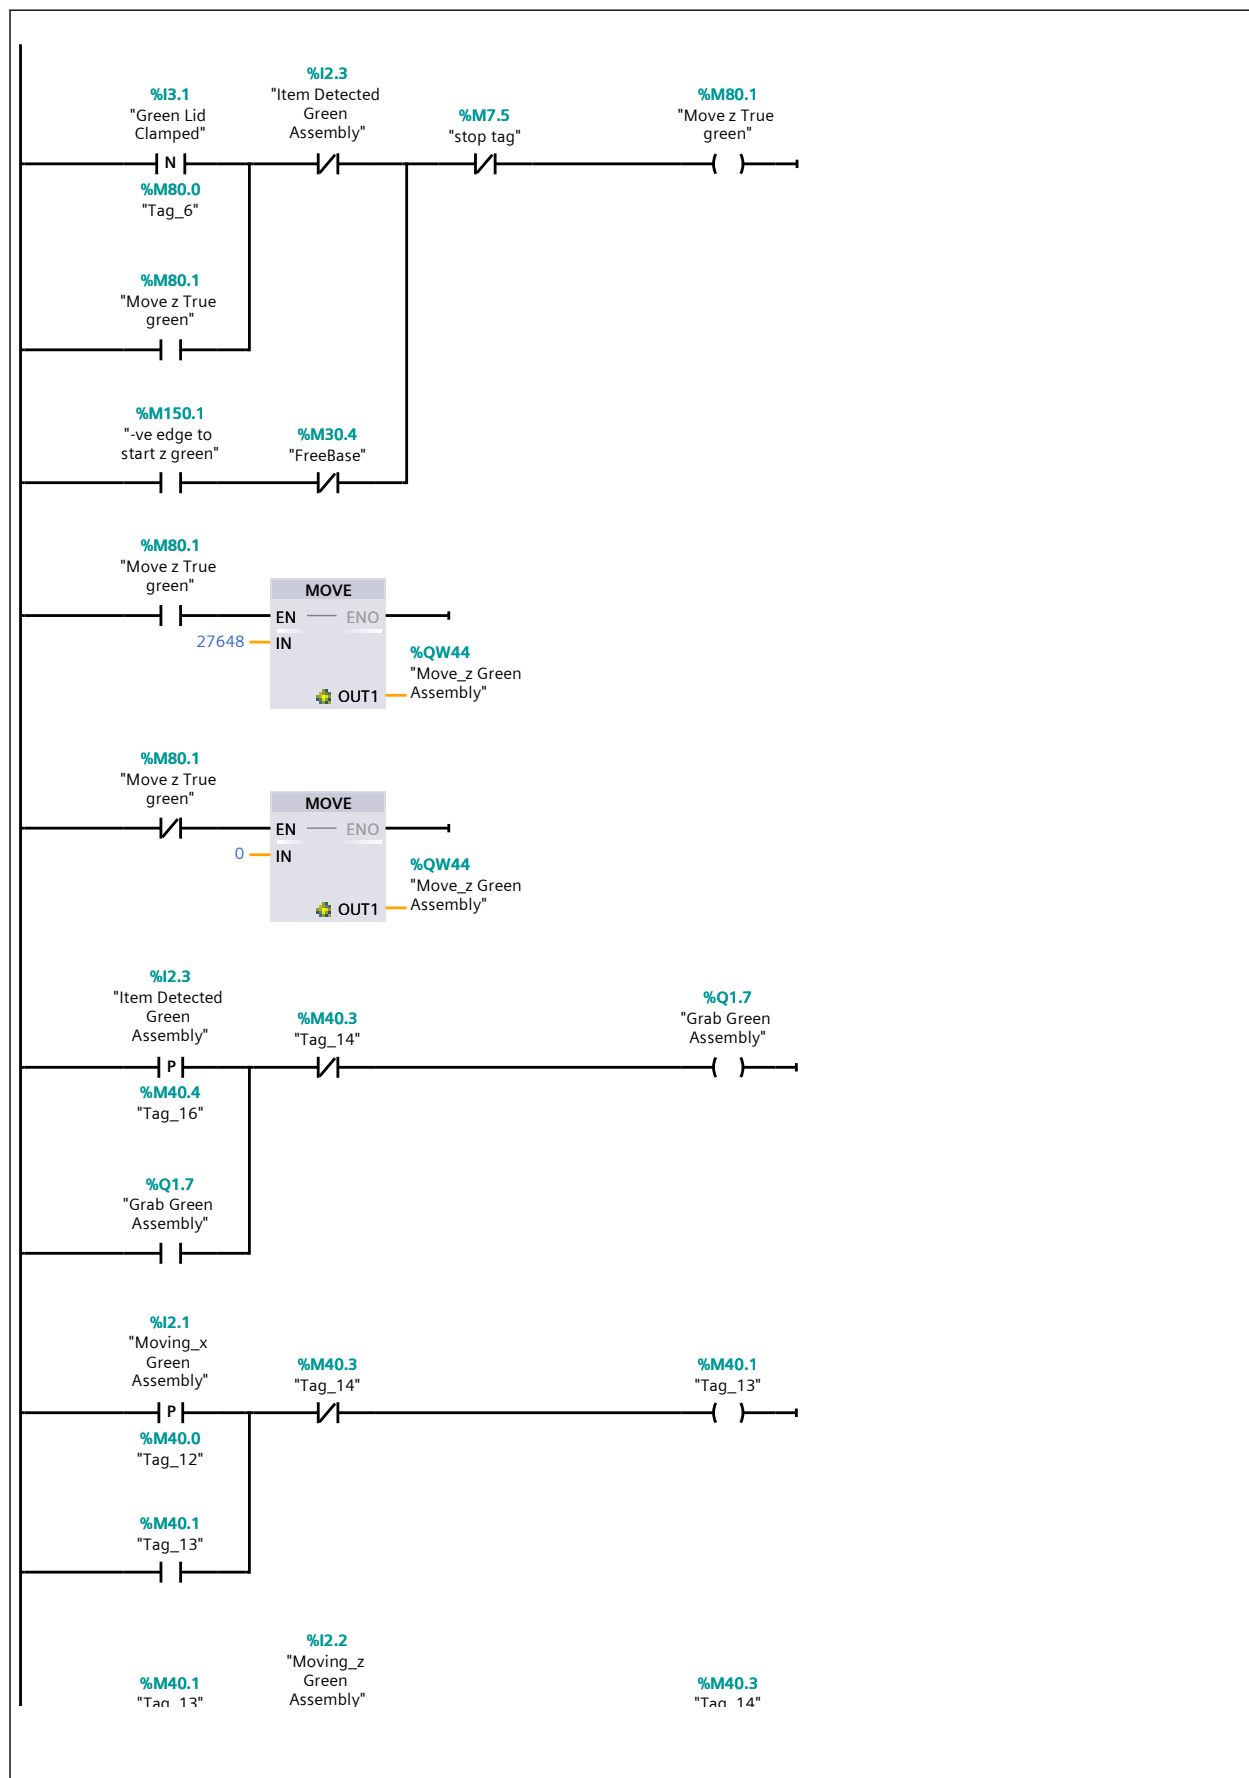 %I3.1
"Green Lid
Clamped"
N
%M80.0
"Tag_6"
%I2.3
"Item Detected
Green
Assembly"
%M7.5
"stop tag"
%M80.1
"Move z True
green"
%M80.1
"Move z True
green"
%M150.1
"-ve edge to
start z green"
%M30.4
"FreeBase"
%M80.1
"Move z True
green"
MOVE
EN ENO
27648 IN
OUT1
%QW44
"Move_z Green
Assembly"
%M80.1
"Move z True
green"
MOVE
EN ENO
0 IN
OUT1
%QW44
"Move_z Green
Assembly"
%I2.3
"Item Detected
Green
Assembly"
P
%M40.4
"Tag_16"
%M40.3
"Tag_14"
%Q1.7
"Grab Green
Assembly"
%Q1.7
"Grab Green
Assembly"
%I2.1
"Moving_x
Green
Assembly"
P
%M40.0
"Tag_12"
%M40.3
"Tag_14"
%M40.1
"Tag_13"
%M40.1
"Tag_13"
%M40.1
"Tag_13"
%I2.2
"Moving_z
Green
Assembly"
%M40.3
"Tag_14"